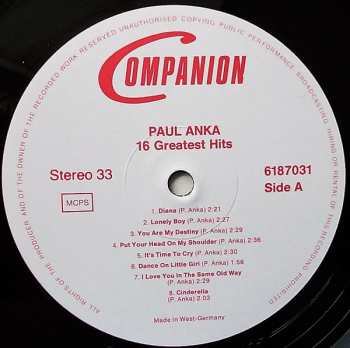 ALL RIGHTS OF THE PRODUCER AND OF THE OWNER OF THE RECORDED WORK RESERVED UNAUTHORISED COPYING PUBLIC PERFORMANCE BROADCASTING HIRING OR RENTAL OF THIS RECORDING PROHIBITED
COMPANION
PAUL ANKA
16 Greatest Hits
Stereo 33
6187031
MCPS
Side A
1. Diana (P. Anka) 2:21
2. Lonely Boy (P. Anka) 2:27
3. You Are My Destiny (P. Anka) 2:29
4. Put Your Head On My Shoulder (P. Anka) 2:36
5. It's Time To Cry (P. Anka) 2:29
6. Dance On Little Girl (P. Anka) 1:58
7. I Love You In The Same Old Way
(P. Anka) 2:29
8. Cinderella
(P. Anka) 2:03
Made in West-Germany